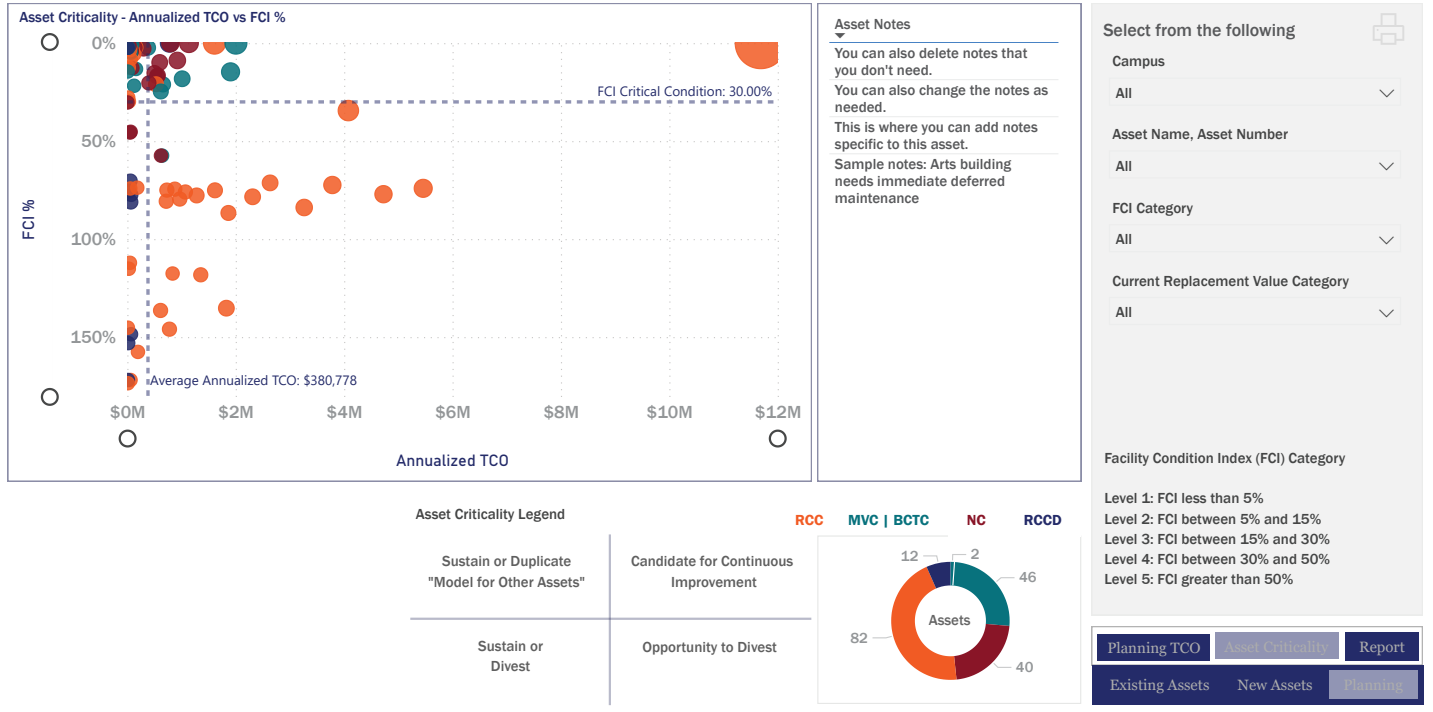 Asset Criticality - Annualized TCO vs FCI %
0%
50%
100%
150%
FCI %
FCI Critical Condition: 30.00%
Average Annualized TCO: $380,778
$0M
$2M
$4M
$6M
$8M
$10M
$12M
Annualized TCO
Asset Notes
You can also delete notes that
you don't need.
You can also change the notes as
needed.
This is where you can add notes
specific to this asset.
Sample notes: Arts building
needs immediate deferred
maintenance
Select from the following
Campus
All
Asset Name, Asset Number
All
FCI Category
All
Current Replacement Value Category
All
Facility Condition Index (FCI) Category
Level 1: FCI less than 5%
Level 2: FCI between 5% and 15%
Level 3: FCI between 15% and 30%
Level 4: FCI between 30% and 50%
Level 5: FCI greater than 50%
Asset Criticality Legend
Sustain or Duplicate
"Model for Other Assets"
Candidate for Continuous
Improvement
Sustain or
Divest
Opportunity to Divest
RCC
MVC | BCTC
NC
RCCD
12
2
46
82
40
Assets
Planning TCO
Asset Criticality
Report
Existing Assets
New Assets
Planning